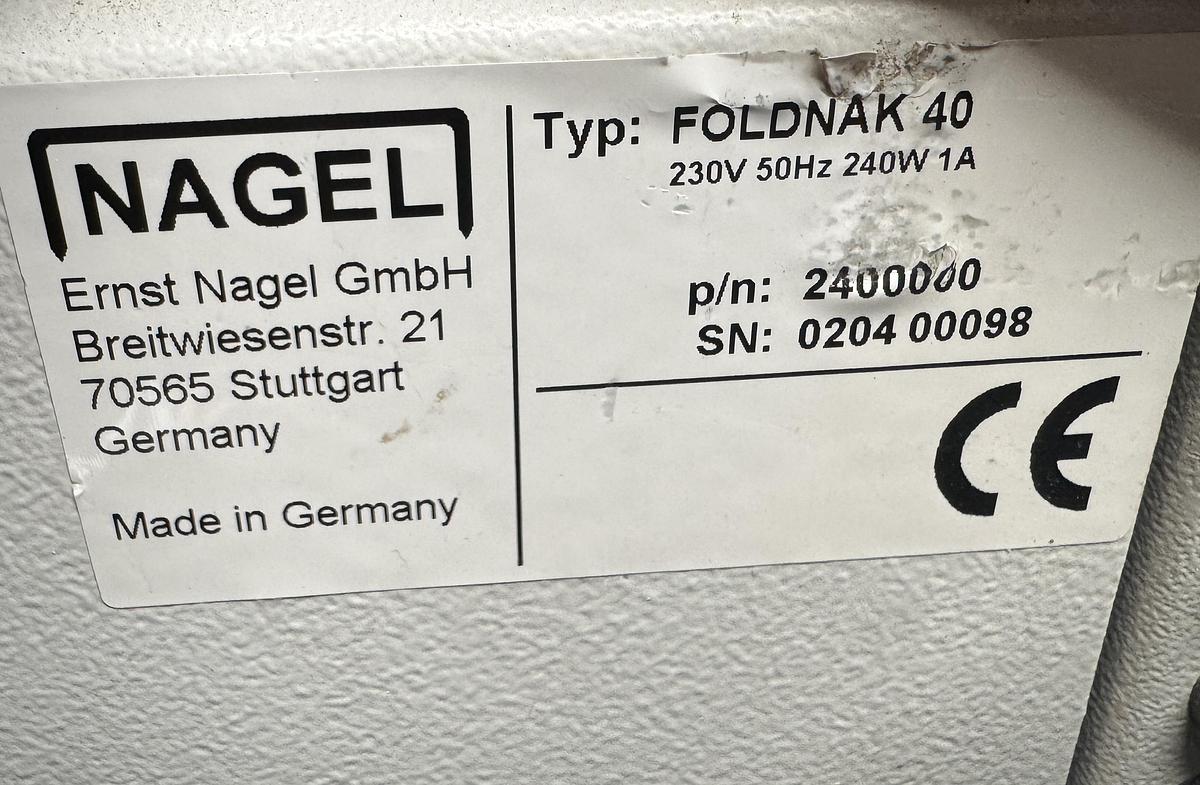 NAGEL
Ernst Nagel GmbH
Breitwiesenstr. 21
70565 Stuttgart
Germany
Made in Germany
Typ: FOLDNAK 40
230V 50Hz 240W 1A
p/n: 2400000
SN: 0204 00098
CE